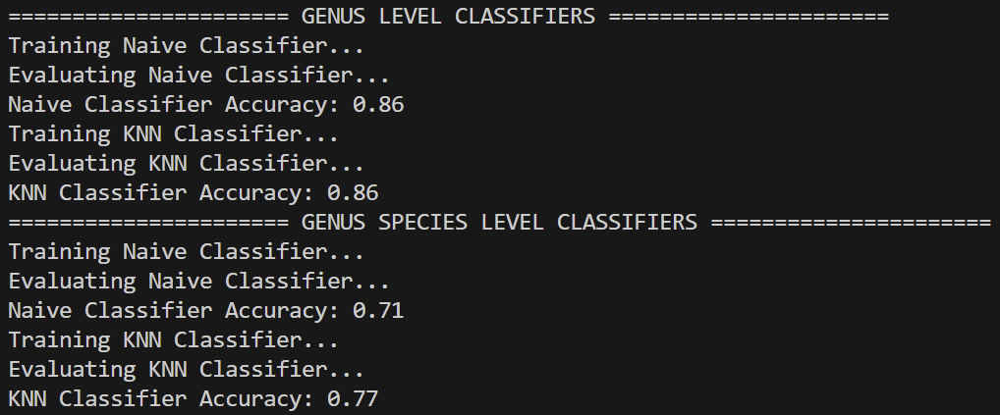 ====================== GENUS LEVEL CLASSIFIERS ======================
Training Naive Classifier...
Evaluating Naive Classifier...
Naive Classifier Accuracy: 0.86
Training KNN Classifier...
Evaluating KNN Classifier...
KNN Classifier Accuracy: 0.86
====================== GENUS SPECIES LEVEL CLASSIFIERS ======================
Training Naive Classifier...
Evaluating Naive Classifier...
Naive Classifier Accuracy: 0.71
Training KNN Classifier...
Evaluating KNN Classifier...
KNN Classifier Accuracy: 0.77